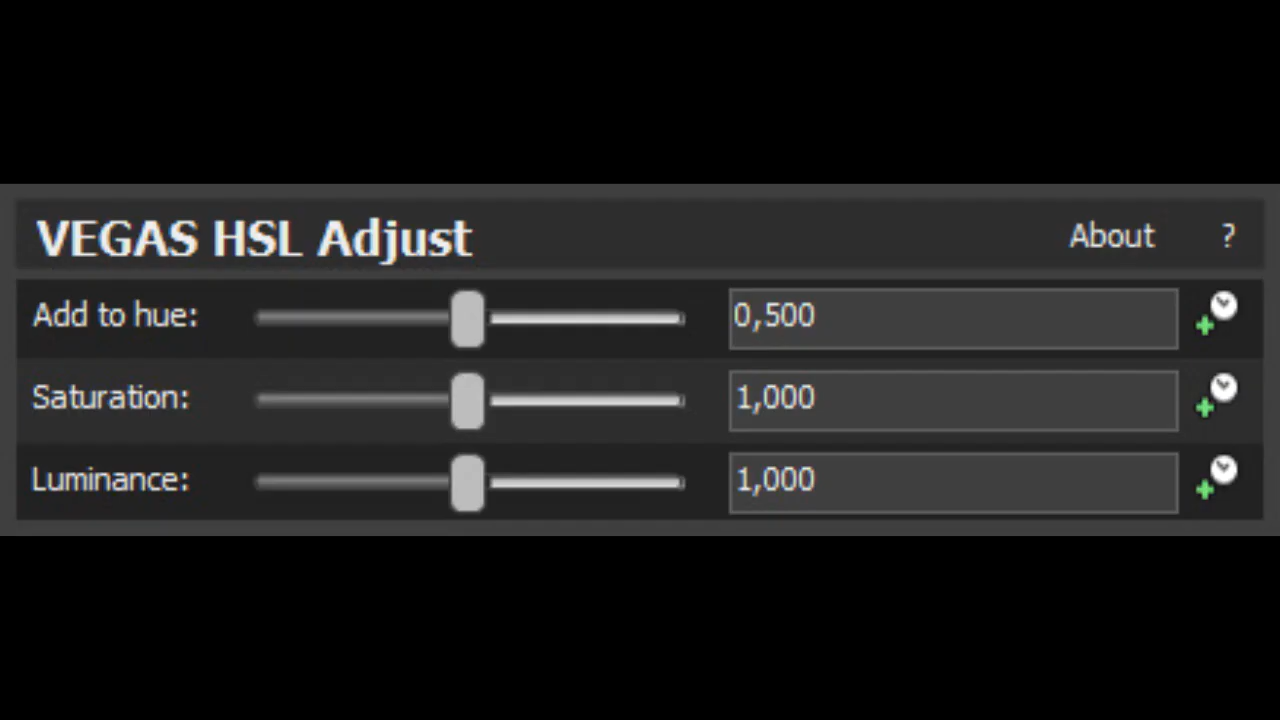 VEGAS HSL Adjust About ?
Add to hue: 0,500
Saturation: 1,000
Luminance: 1,000